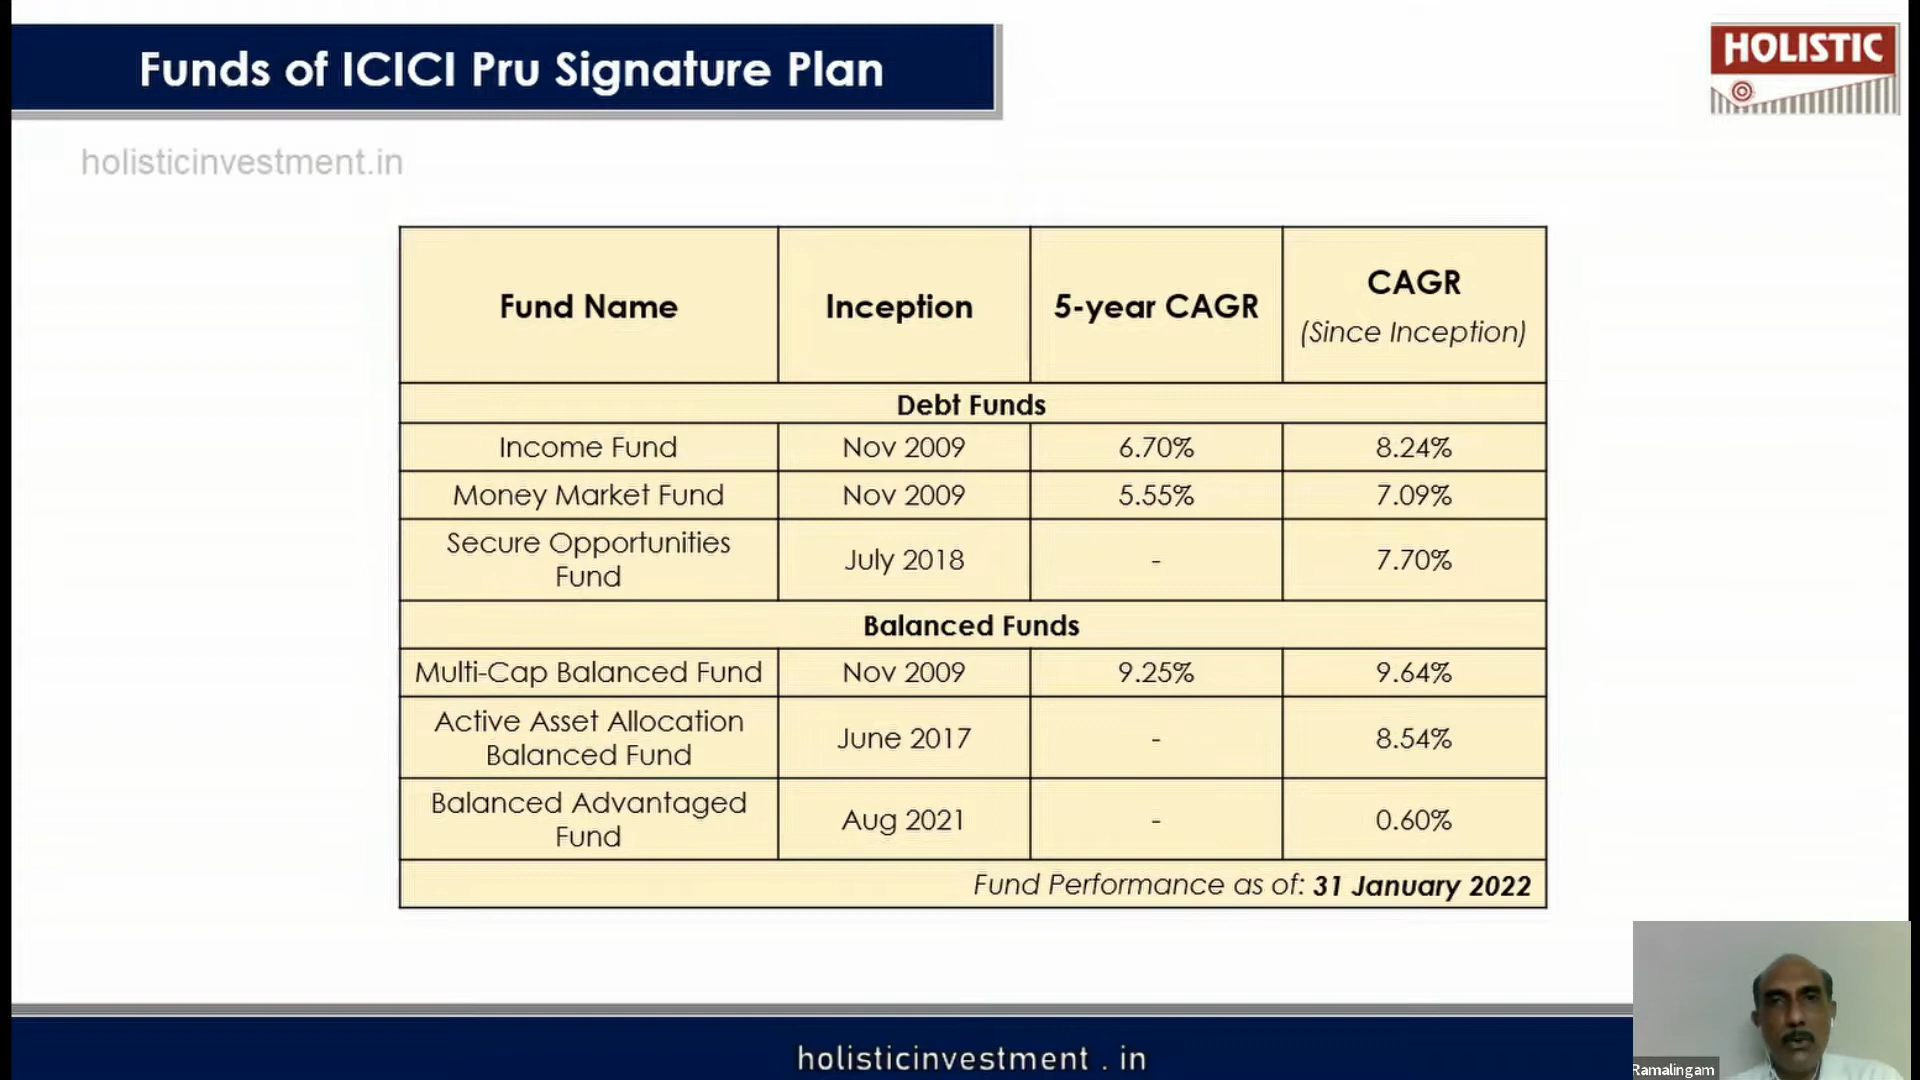 Funds of ICICI Pru Signature Plan
HOLISTIC
holisticinvestment.in
Fund Name Inception 5-year CAGR CAGR
(Since Inception)
Debt Funds
Income Fund Nov 2009 6.70% 8.24%
Money Market Fund Nov 2009 5.55% 7.09%
Secure Opportunities
Fund July 2018 - 7.70%
Balanced Funds
Multi-Cap Balanced Fund Nov 2009 9.25% 9.64%
Active Asset Allocation
Balanced Fund June 2017 - 8.54%
Balanced Advantaged
Fund Aug 2021 - 0.60%
Fund Performance as of: 31 January 2022
holisticinvestment . in
Ramalingam